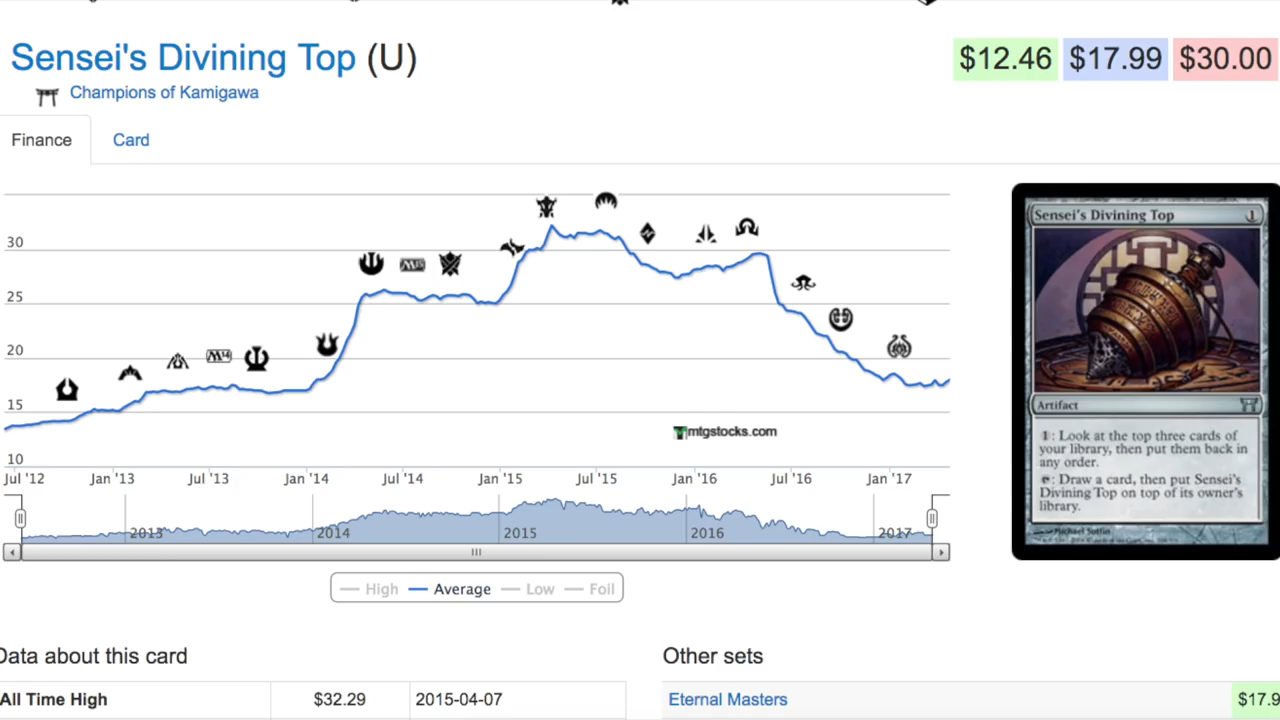 Sensei's Divining Top (U)
$12.46 $17.99 $30.00
Champions of Kamigawa
Finance Card
30
25
20
15
10
Jul '12 Jan '13 Jul '13 Jan '14 Jul '14 Jan '15 Jul '15 Jan '16 Jul '16 Jan '17
mtgstocks.com
2013 2014 2015 2016 2017
High Average Low Foil
Sensei's Divining Top 1
Artifact
1: Look at the top three cards of
your library, then put them back in
any order.
: Draw a card, then put Sensei's
Divining Top on top of its owner's
library.
Data about this card
All Time High $32.29 2015-04-07
Other sets
Eternal Masters $17.9